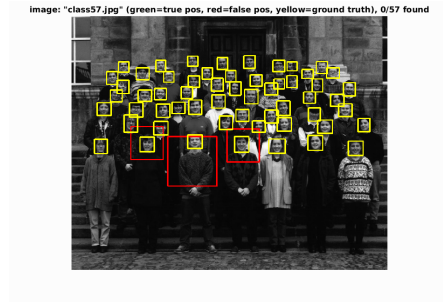 image: "class57.jpg" (green=true pos, red=false pos, yellow=ground truth), 0/57 found